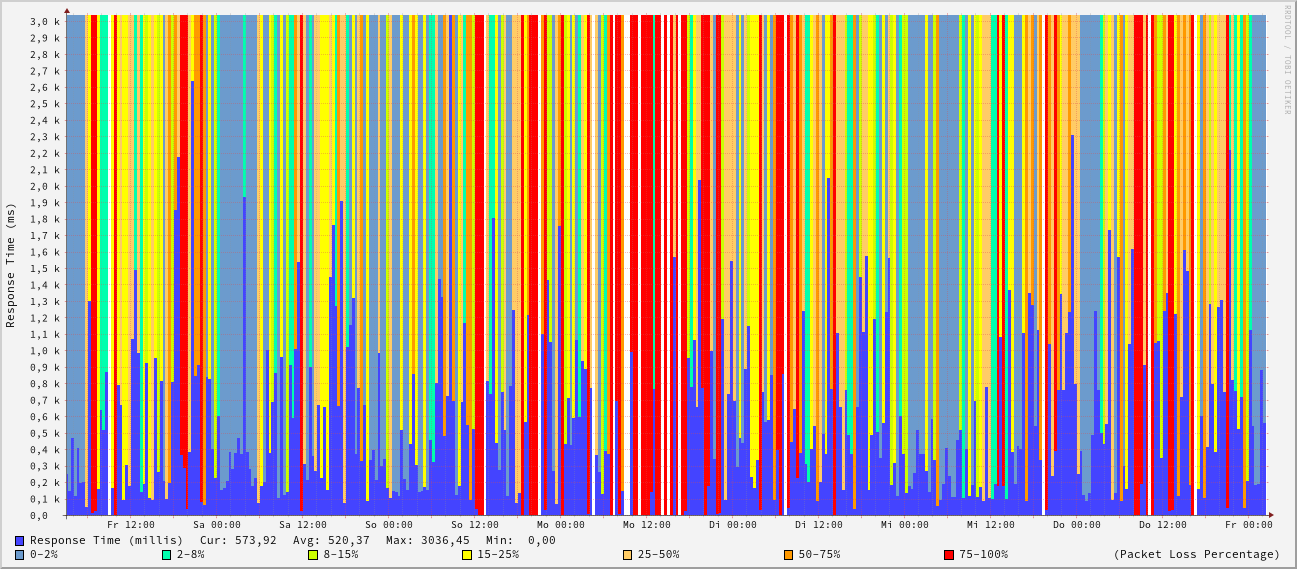 RRDTOOL / TOBI OETIKER
Response Time (ms)
3,0 k
2,9 k
2,8 k
2,7 k
2,6 k
2,5 k
2,4 k
2,3 k
2,2 k
2,1 k
2,0 k
1,9 k
1,8 k
1,7 k
1,6 k
1,5 k
1,4 k
1,3 k
1,2 k
1,1 k
1,0 k
0,9 k
0,8 k
0,7 k
0,6 k
0,5 k
0,4 k
0,3 k
0,2 k
0,1 k
0,0
Fr 12:00 Sa 00:00 Sa 12:00 So 00:00 So 12:00 Mo 00:00 Mo 12:00 Di 00:00 Di 12:00 Mi 00:00 Mi 12:00 Do 00:00 Do 12:00 Fr 00:00
Response Time (millis) Cur: 573,92 Avg: 520,37 Max: 3036,45 Min: 0,00
0-2% 2-8% 8-15% 15-25% 25-50% 50-75% 75-100% (Packet Loss Percentage)